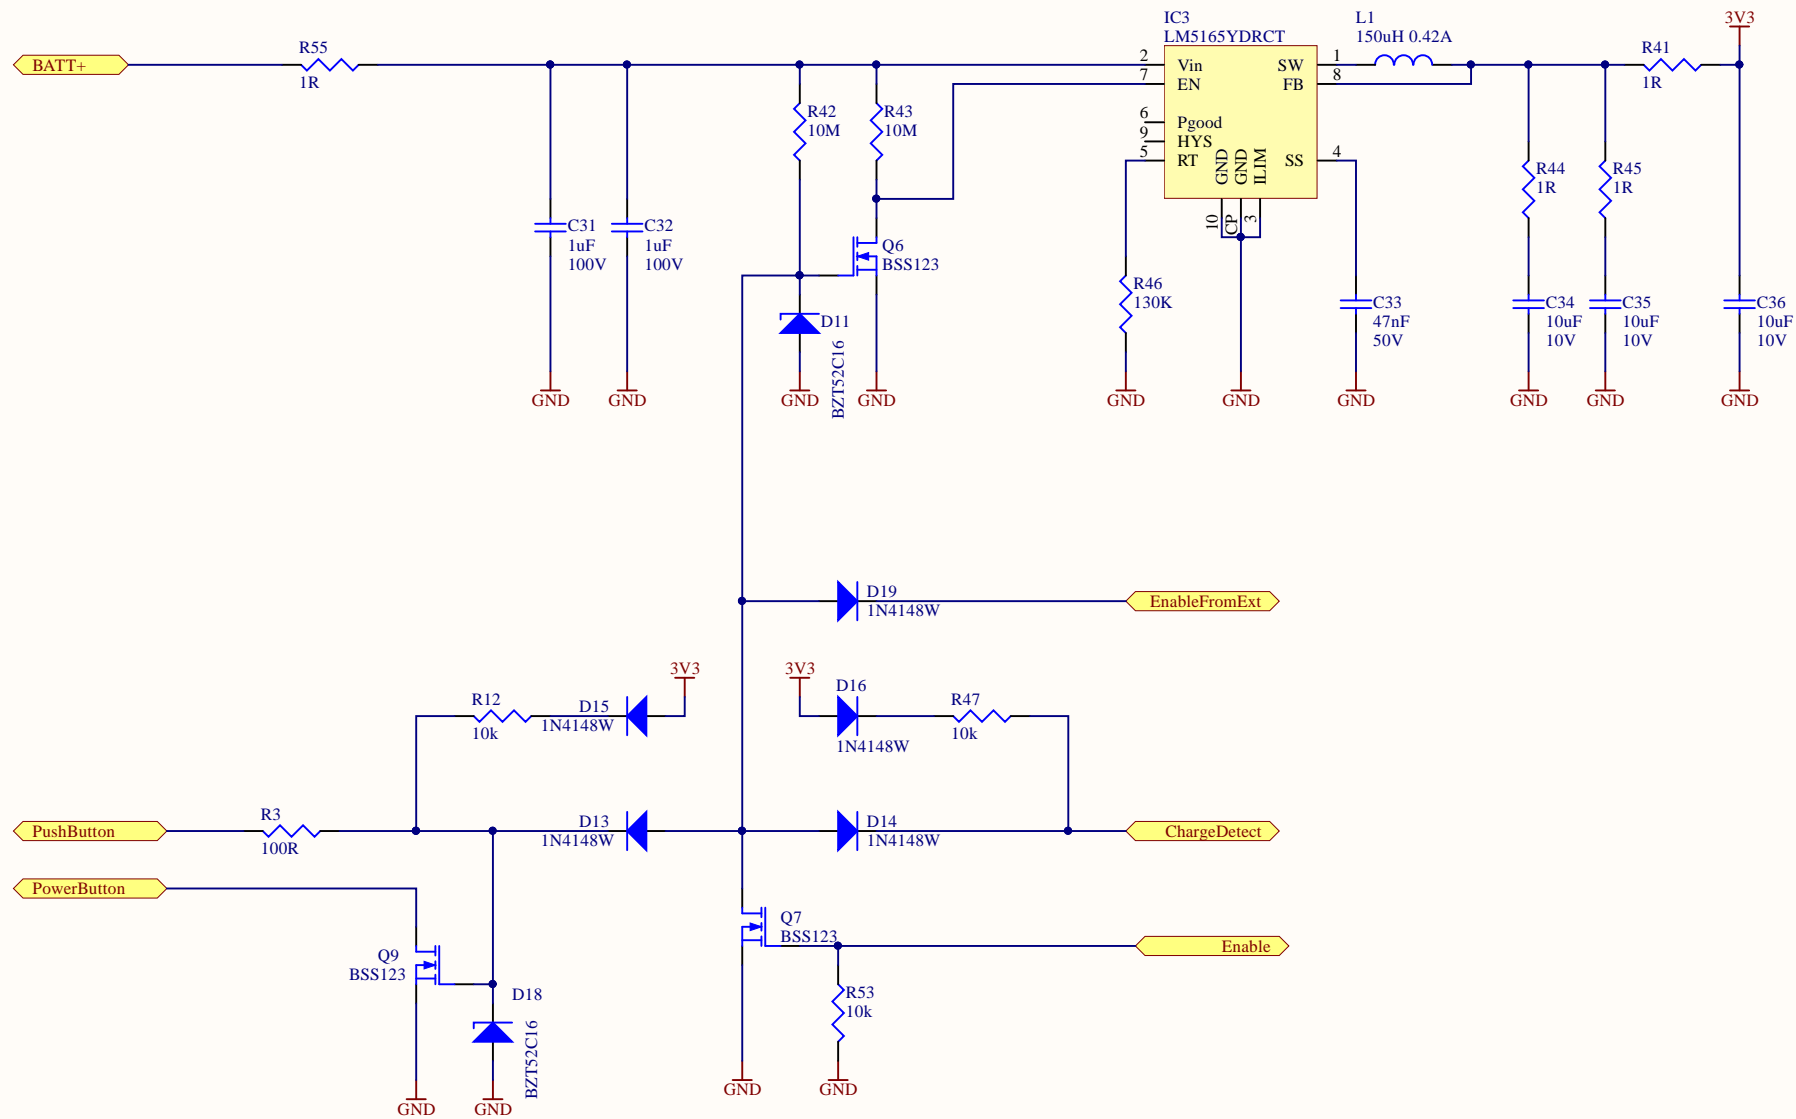 IC3
LM5165YDRCT
L1
150uH 0.42A
3V3
BATT+
R55
1R
R41
1R
2
Vin
7
EN
6
Pgood
9
HYS
5
RT
SW
1
FB
8
SS
4
GND
GND
ILIM
10
CP
3
R42
10M
R43
10M
R44
1R
R45
1R
C31
1uF
100V
C32
1uF
100V
Q6
BSS123
D11
BZT52C16
R46
130K
C33
47nF
50V
C34
10uF
10V
C35
10uF
10V
C36
10uF
10V
GND
GND
GND
GND
GND
GND
GND
GND
GND
GND
D19
1N4148W
EnableFromExt
3V3
3V3
R12
10k
D15
1N4148W
D16
1N4148W
R47
10k
PushButton
R3
100R
D13
1N4148W
D14
1N4148W
ChargeDetect
PowerButton
Q9
BSS123
D18
BZT52C16
Q7
BSS123
Enable
R53
10k
GND
GND
GND
GND